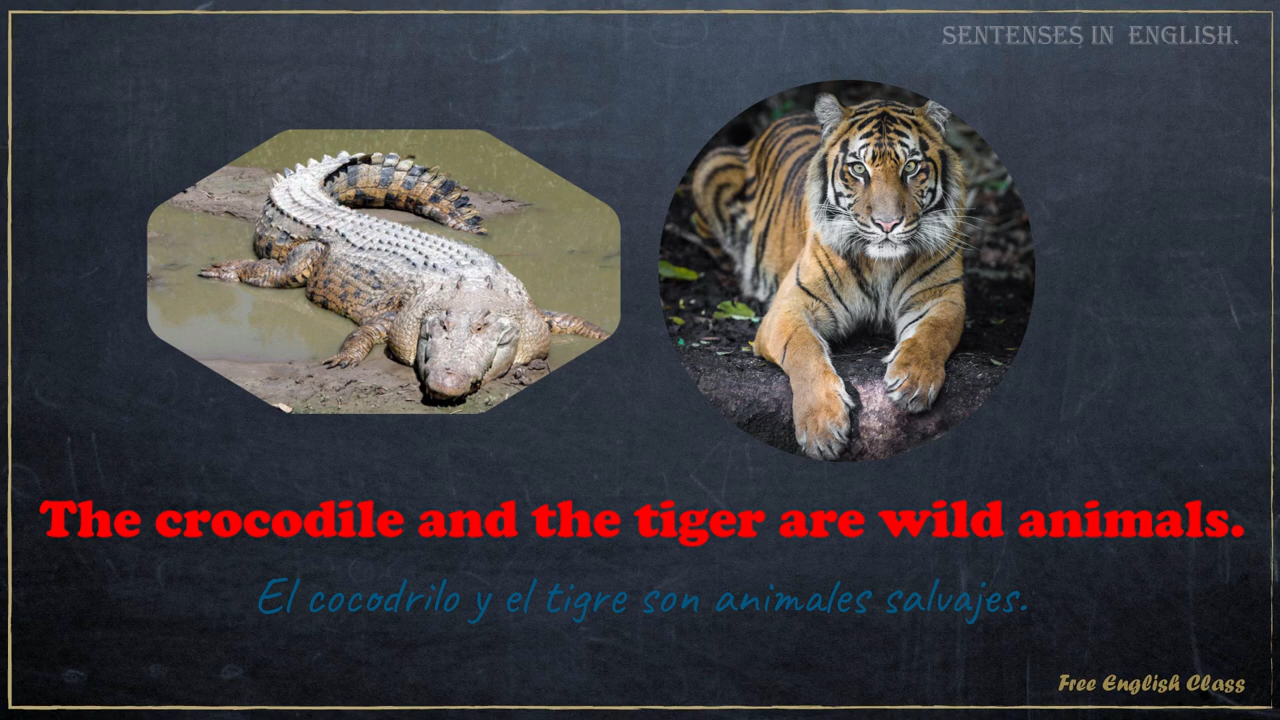 SENTENSES IN ENGLISH.
The crocodile and the tiger are wild animals.
El cocodrilo y el tigre son animales salvajes.
Free English Class